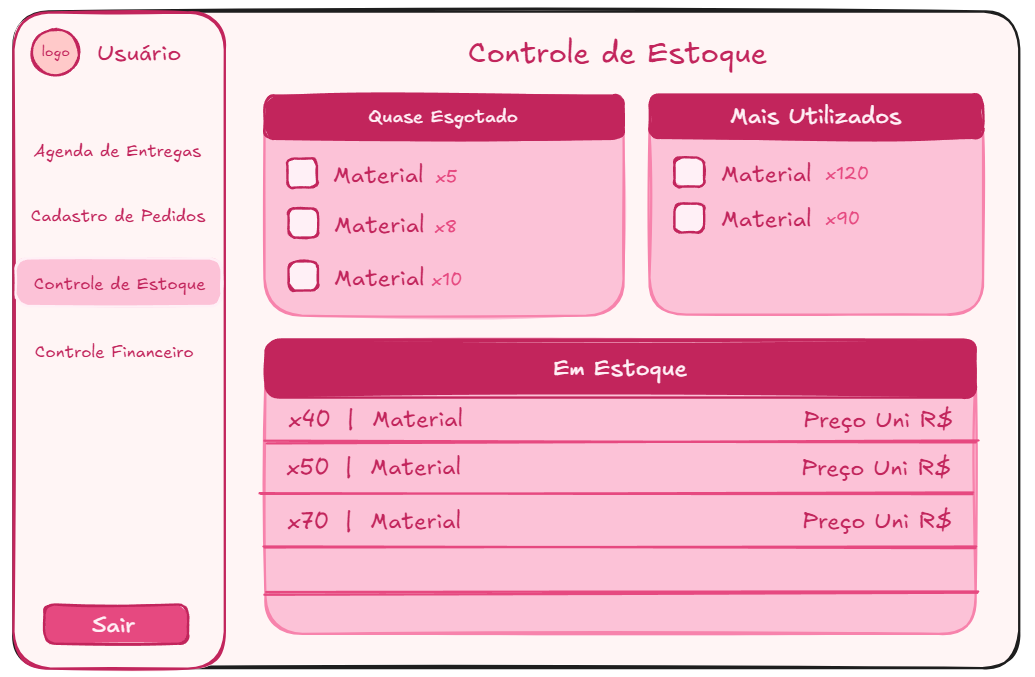 logo
Usuário
Agenda de Entregas
Cadastro de Pedidos
Controle de Estoque
Controle Financeiro
Sair
Controle de Estoque
Quase Esgotado
Material x5
Material x8
Material x10
Mais Utilizados
Material x120
Material x90
Em Estoque
x40 | Material Preço Uni R$
x50 | Material Preço Uni R$
x70 | Material Preço Uni R$